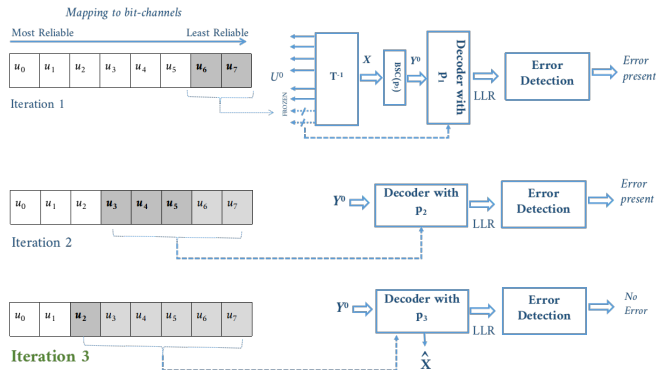 Mapping to bit-channels
Most Reliable Least Reliable
u0 u1 u2 u3 u4 u5 u6 u7
Iteration 1
U⁰
FROZEN
T⁻¹
X
BSC(p₁)
Y⁰
Decoder with p₁
LLR
Error Detection
Error present
u0 u1 u2 u3 u4 u5 u6 u7
Iteration 2
Y⁰
Decoder with
p₂
LLR
Error
Detection
Error
present
u0 u1 u2 u3 u4 u5 u6 u7
Iteration 3
Y⁰
Decoder with
p₃
LLR
Error
Detection
No
Error
X̂